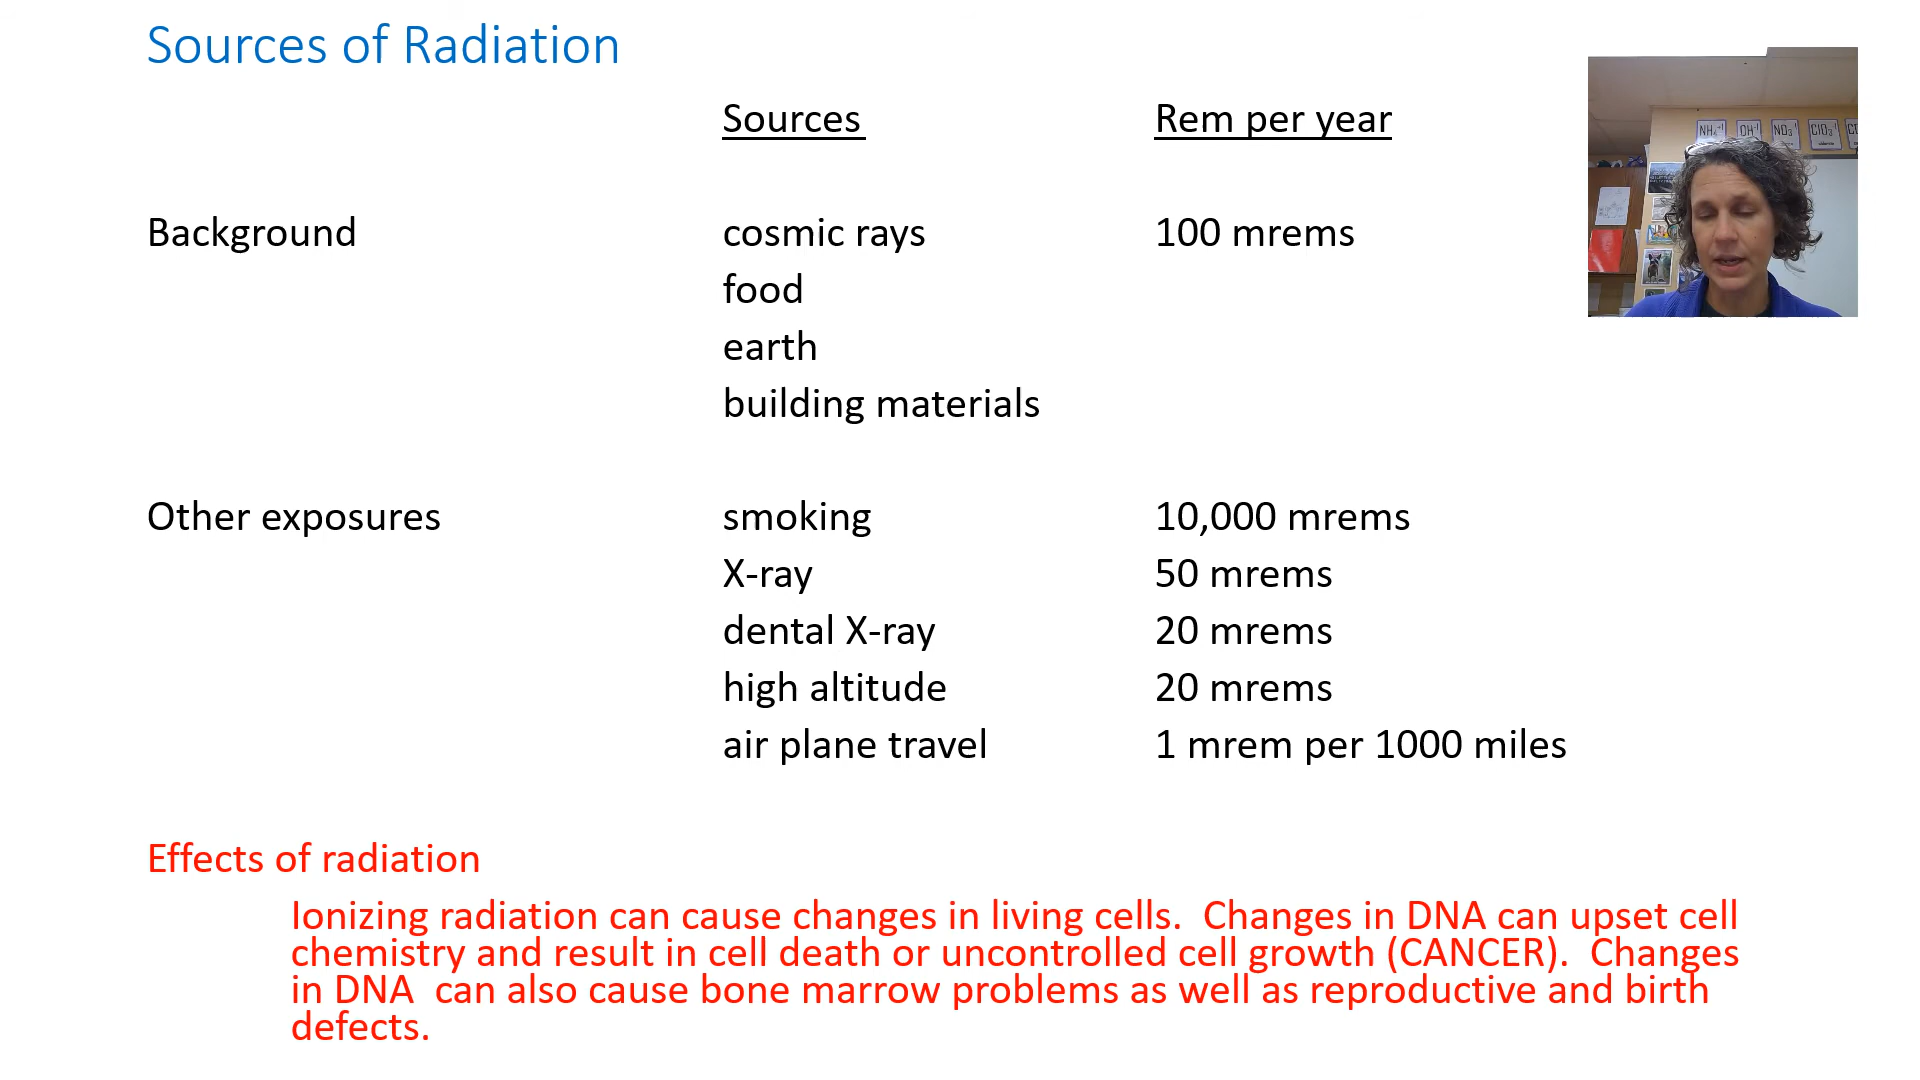 Sources of Radiation
Sources Rem per year
Background cosmic rays 100 mrems
food
earth
building materials
Other exposures smoking 10,000 mrems
X-ray 50 mrems
dental X-ray 20 mrems
high altitude 20 mrems
air plane travel 1 mrem per 1000 miles
Effects of radiation
Ionizing radiation can cause changes in living cells.  Changes in DNA can upset cell
chemistry and result in cell death or uncontrolled cell growth (CANCER).  Changes
in DNA  can also cause bone marrow problems as well as reproductive and birth
defects.
NH₄⁺¹ OH⁻¹ NO₃⁻¹ ClO₃⁻¹